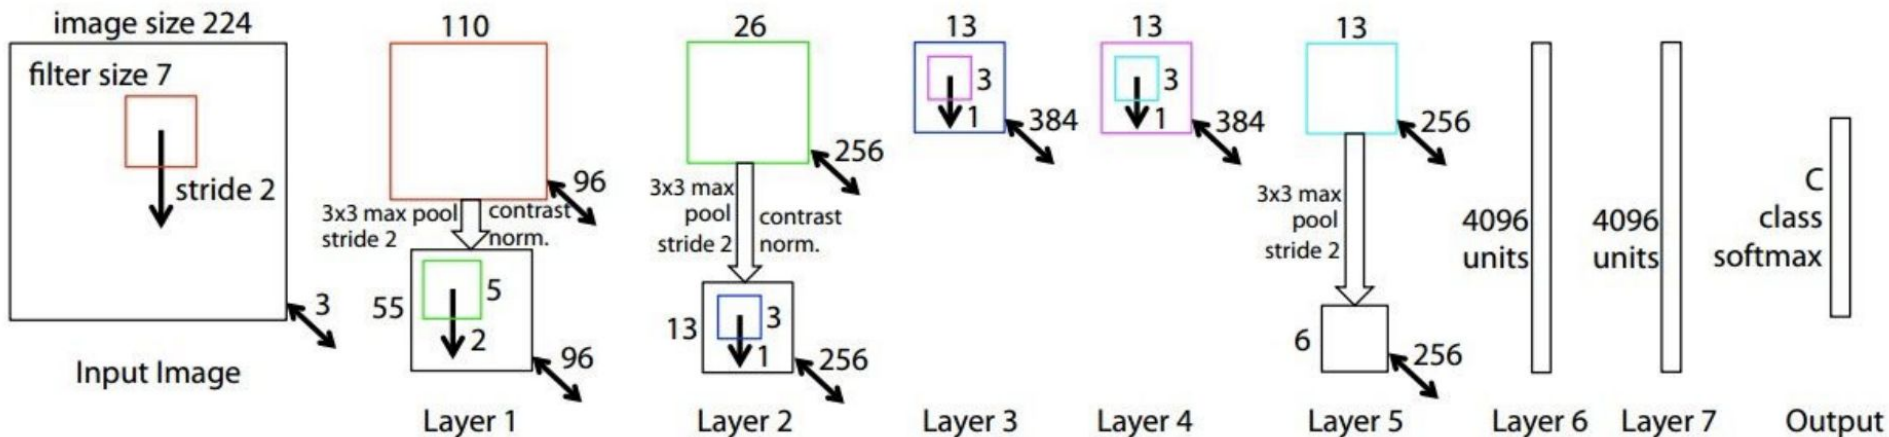 image size 224
filter size 7
stride 2
3
Input Image
110
96
3x3 max pool
stride 2
contrast
norm.
55
5
2
96
Layer 1
26
256
3x3 max
pool
stride 2
contrast
norm.
13
3
1
256
Layer 2
13
3
1
384
Layer 3
13
3
1
384
Layer 4
13
256
3x3 max
pool
stride 2
6
256
Layer 5
4096
units
Layer 6
4096
units
Layer 7
C
class
softmax
Output